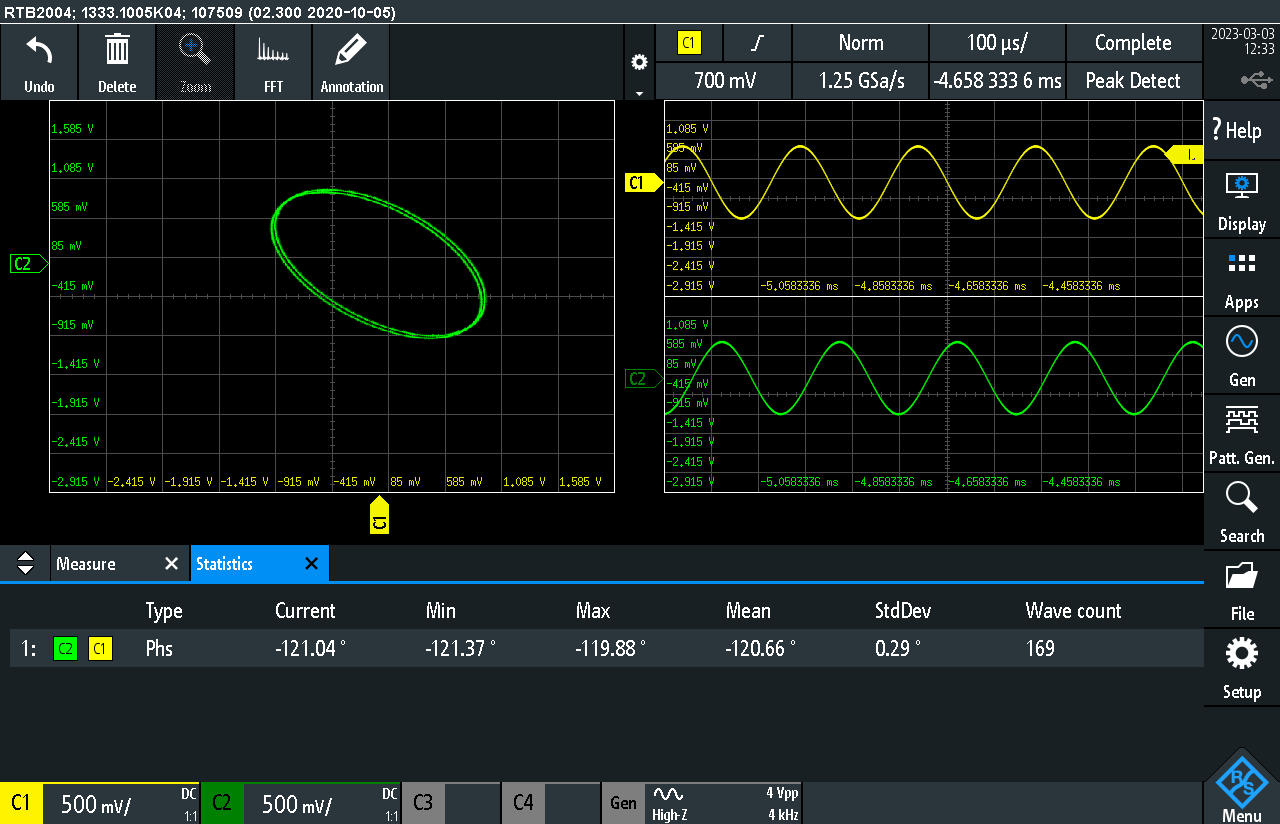 RTB2004; 1333.1005K04; 107509 (02.300 2020-10-05)
Undo Delete Zoom FFT Annotation
C1 Norm 100 µs/ Complete
700 mV 1.25 GSa/s -4.658 333 6 ms Peak Detect
2023-03-03
12:33
1.585 V
1.085 V
585 mV
85 mV
-415 mV
-915 mV
-1.415 V
-1.915 V
-2.415 V
-2.915 V -2.415 V -1.915 V -1.415 V -915 mV -415 mV 85 mV 585 mV 1.085 V 1.585 V
C2
C1
C1
1.085 V
585 mV
85 mV
-415 mV
-915 mV
-1.415 V
-1.915 V
-2.415 V
-2.915 V -5.0583336 ms -4.8583336 ms -4.6583336 ms -4.4583336 ms
C2
1.085 V
585 mV
85 mV
-415 mV
-915 mV
-1.415 V
-1.915 V
-2.415 V
-2.915 V -5.0583336 ms -4.8583336 ms -4.6583336 ms -4.4583336 ms
? Help
Display
Apps
Gen
Patt. Gen.
Search
File
Setup
R&S
Menu
Measure Statistics
Type Current Min Max Mean StdDev Wave count
1: C2 C1 Phs -121.04 ° -121.37 ° -119.88 ° -120.66 ° 0.29 ° 169
C1 500 mV/ DC 1:1
C2 500 mV/ DC 1:1
C3
C4
Gen High-Z 4 Vpp 4 kHz